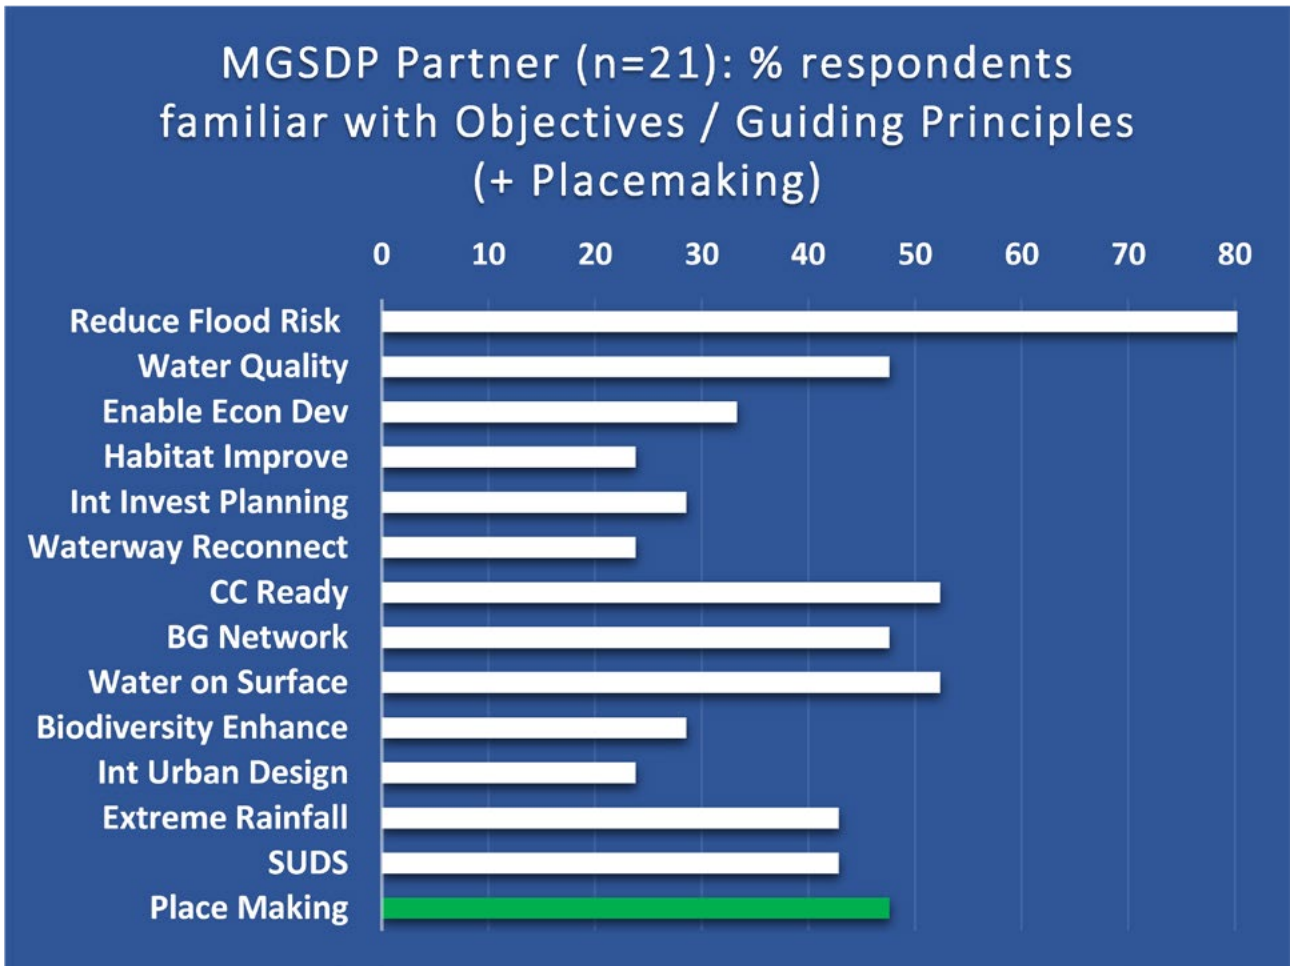 MGSDP Partner (n=21): % respondents
familiar with Objectives / Guiding Principles
(+ Placemaking)
0 10 20 30 40 50 60 70 80
Reduce Flood Risk
Water Quality
Enable Econ Dev
Habitat Improve
Int Invest Planning
Waterway Reconnect
CC Ready
BG Network
Water on Surface
Biodiversity Enhance
Int Urban Design
Extreme Rainfall
SUDS
Place Making